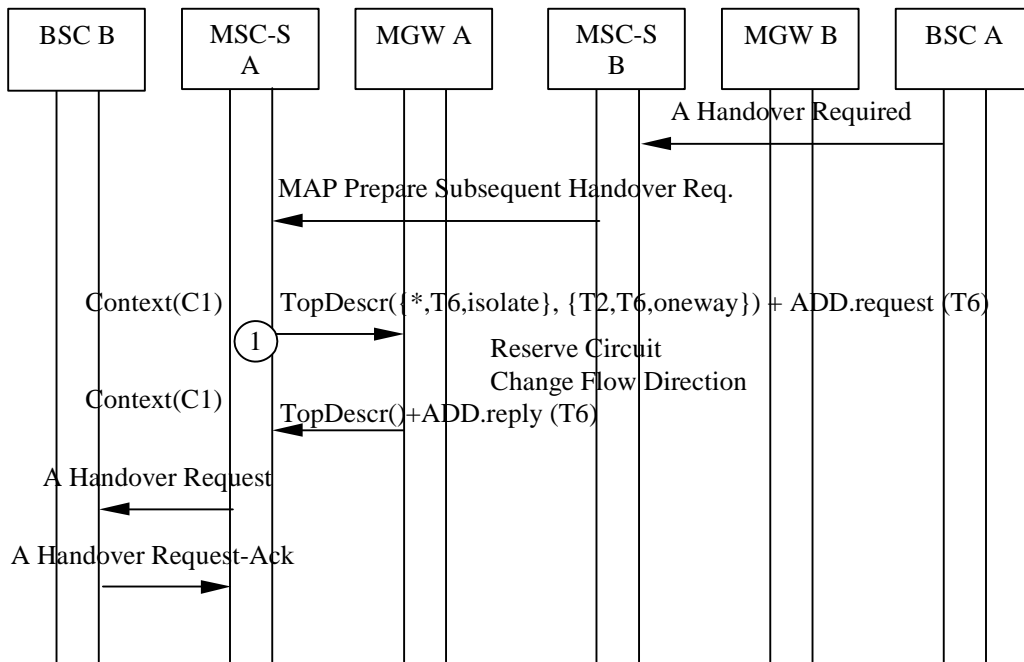 BSC B
MSC-S
A
MGW A
MSC-S
B
MGW B
BSC A
A Handover Required
MAP Prepare Subsequent Handover Req.
Context(C1)
TopDescr({*,T6,isolate}, {T2,T6,oneway}) + ADD.request (T6)
1
Reserve Circuit
Change Flow Direction
Context(C1)
TopDescr()+ADD.reply (T6)
A Handover Request
A Handover Request-Ack